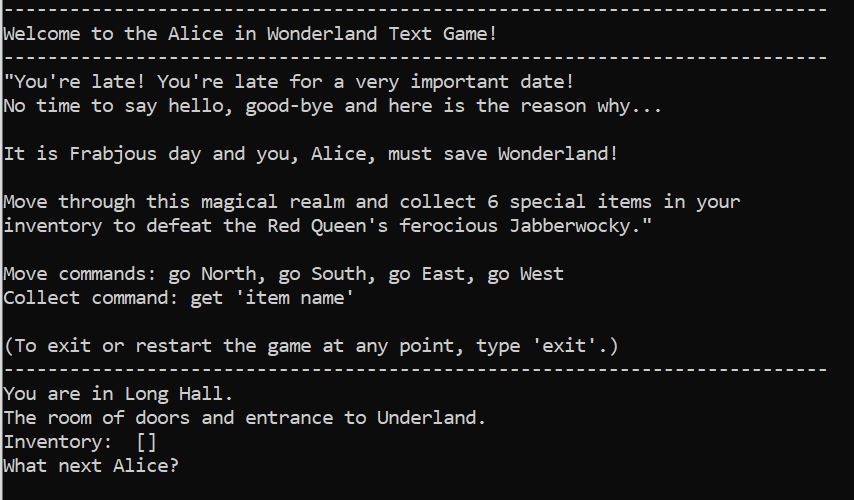 ---------------------------------------------------------------------------
Welcome to the Alice in Wonderland Text Game!
---------------------------------------------------------------------------
"You're late! You're late for a very important date!
No time to say hello, good-bye and here is the reason why...
It is Frabjous day and you, Alice, must save Wonderland!
Move through this magical realm and collect 6 special items in your
inventory to defeat the Red Queen's ferocious Jabberwocky."
Move commands: go North, go South, go East, go West
Collect command: get 'item name'
(To exit or restart the game at any point, type 'exit'.)
---------------------------------------------------------------------------
You are in Long Hall.
The room of doors and entrance to Underland.
Inventory:  []
What next Alice?